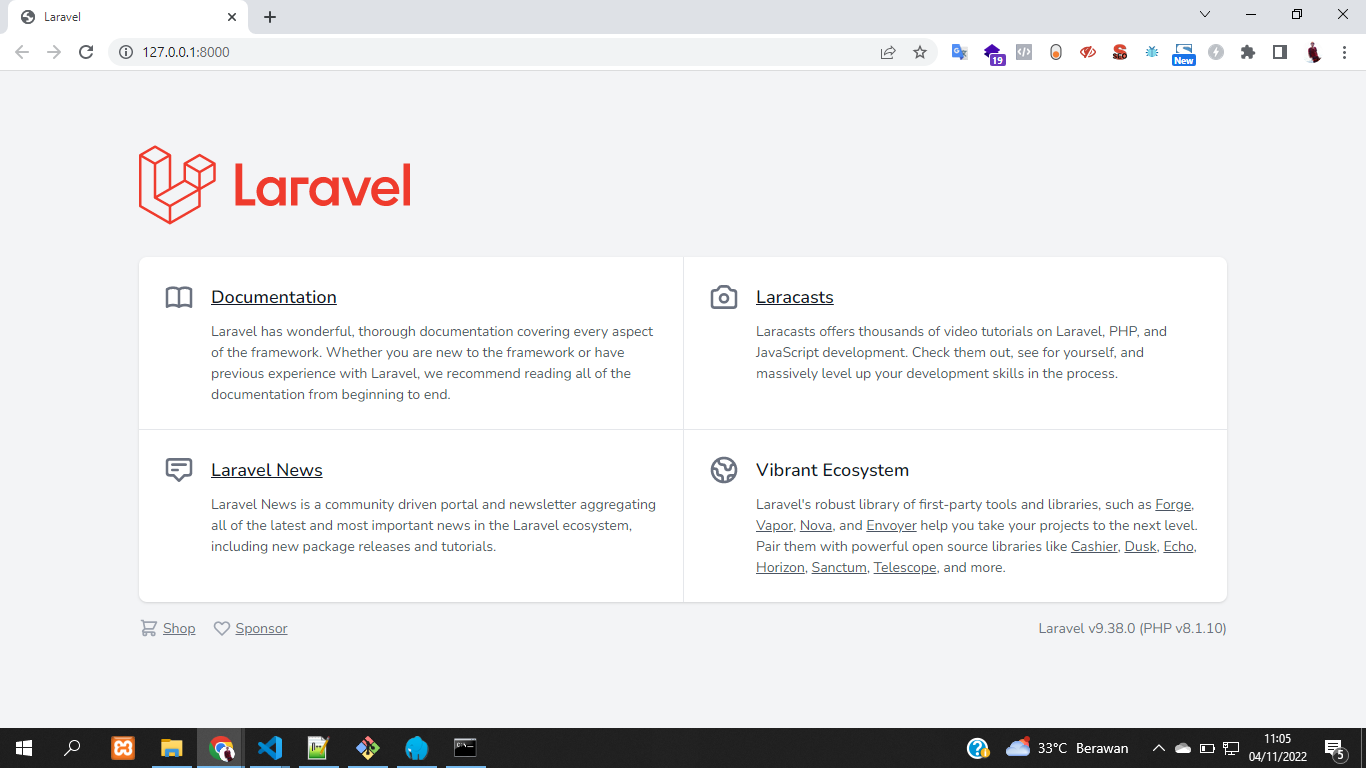 Laravel
127.0.0.1:8000
19
SEO
New
Laravel
Documentation
Laravel has wonderful, thorough documentation covering every aspect
of the framework. Whether you are new to the framework or have
previous experience with Laravel, we recommend reading all of the
documentation from beginning to end.
Laracasts
Laracasts offers thousands of video tutorials on Laravel, PHP, and
JavaScript development. Check them out, see for yourself, and
massively level up your development skills in the process.
Laravel News
Laravel News is a community driven portal and newsletter aggregating
all of the latest and most important news in the Laravel ecosystem,
including new package releases and tutorials.
Vibrant Ecosystem
Laravel's robust library of first-party tools and libraries, such as Forge,
Vapor, Nova, and Envoyer help you take your projects to the next level.
Pair them with powerful open source libraries like Cashier, Dusk, Echo,
Horizon, Sanctum, Telescope, and more.
Shop
Sponsor
Laravel v9.38.0 (PHP v8.1.10)
33°C Berawan
11:05
04/11/2022
5